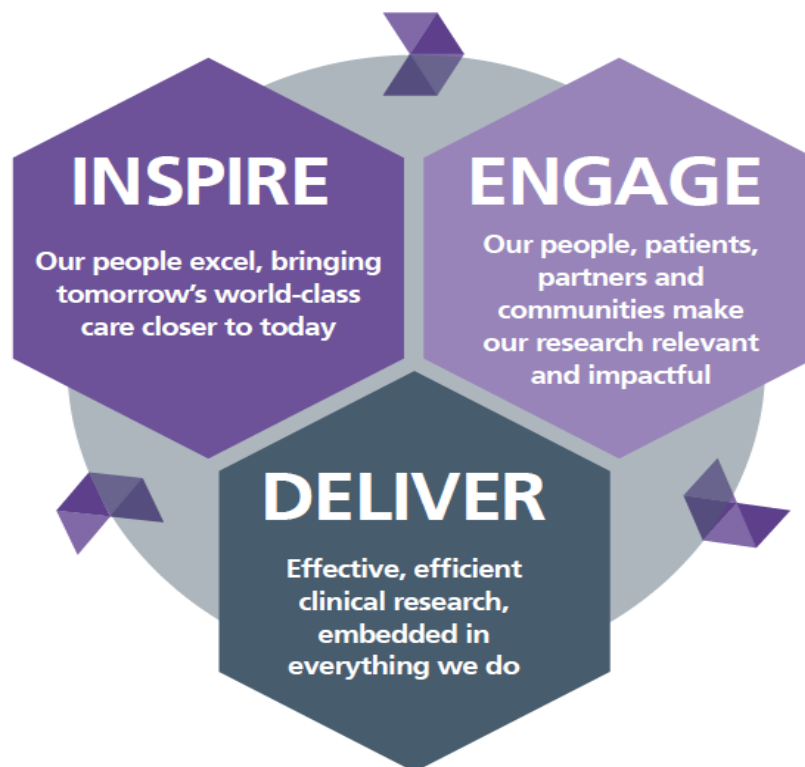 INSPIRE
Our people excel, bringing
tomorrow's world-class
care closer to today
ENGAGE
Our people, patients,
partners and
communities make
our research relevant
and impactful
DELIVER
Effective, efficient
clinical research,
embedded in
everything we do